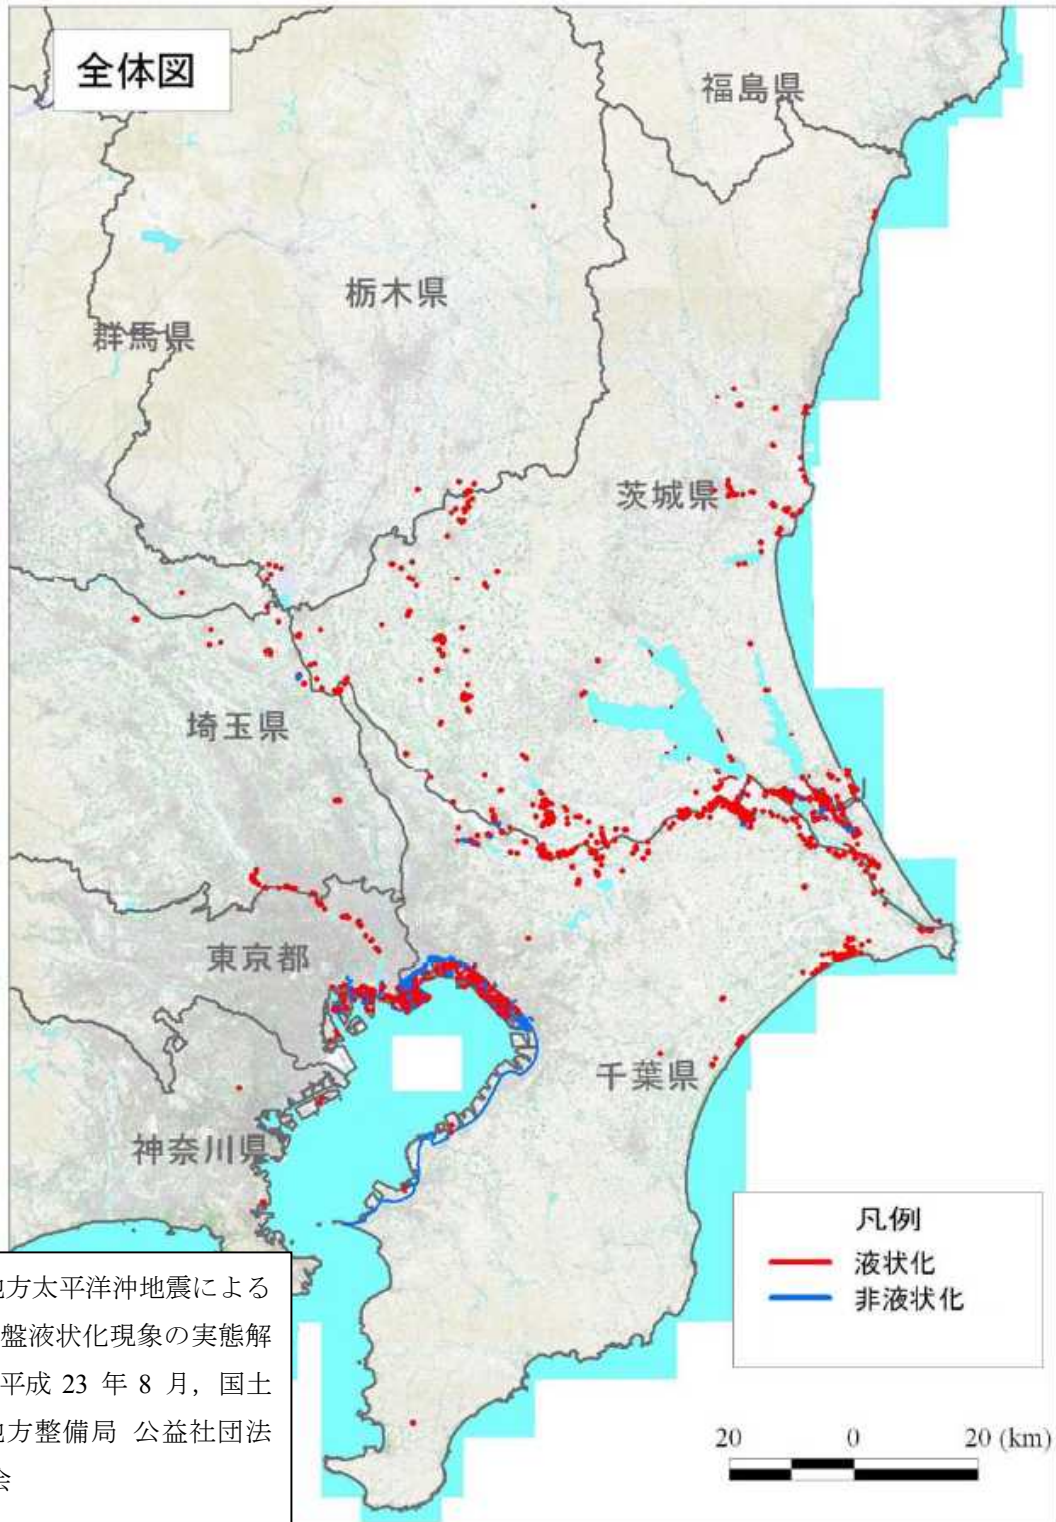 全体図
福島県
栃木県
群馬県
茨城県
埼玉県
東京都
千葉県
神奈川県
凡例
液状化
非液状化
方太平洋沖地震による
盤液状化現象の実態解
平成 23 年 8 月，国土
方整備局 公益社団法
会
20 0 20 (km)